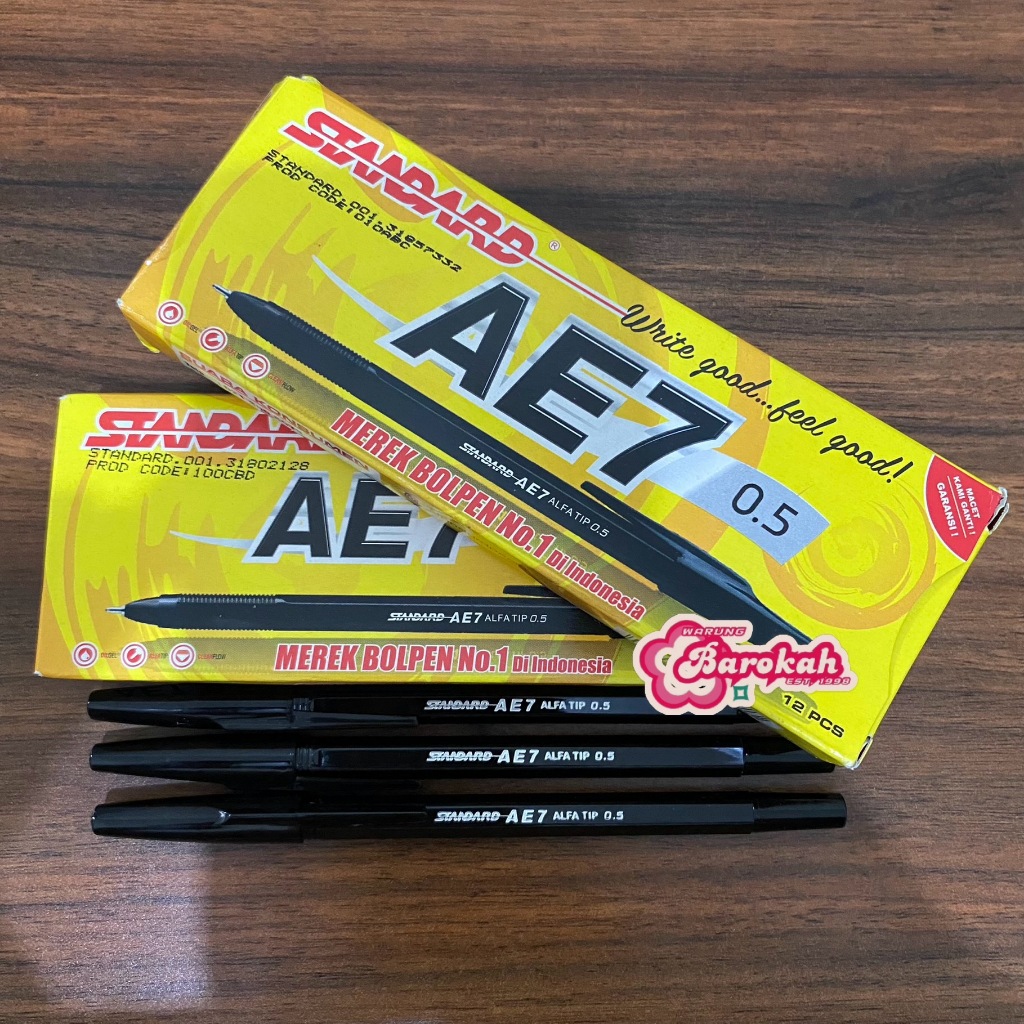 STANDARD
STANDARD.001.31857332
PROD CODE:010ABC
Write good...feel good!
AE7
0.5
STANDARD AE7 ALFA TIP 0.5
MEREK BOLPEN No.1 Di Indonesia
MACET
KAMI GANTI !
GARANSI !
12 PCS
STANDARD.001.31802128
PROD CODE:100CBD
AE7
STANDARD AE7 ALFA TIP 0.5
MEREK BOLPEN No.1 Di Indonesia
WARUNG
Barokah
EST. 1998
STANDARD AE7 ALFA TIP 0.5
STANDARD AE7 ALFA TIP 0.5
STANDARD AE7 ALFA TIP 0.5